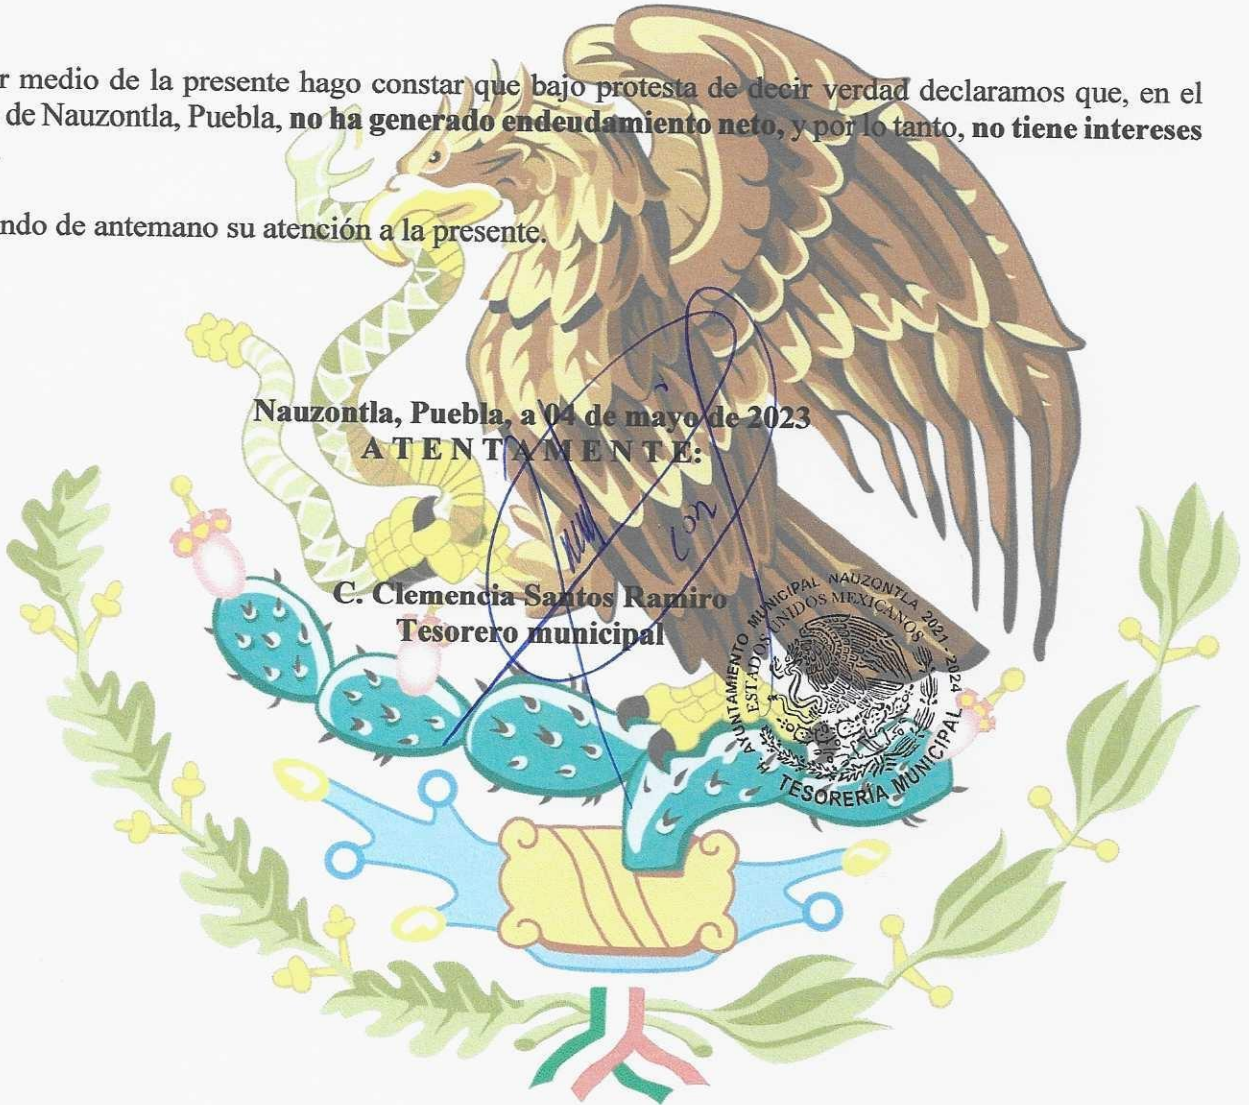 r medio de la presente hago constar que bajo protesta de decir verdad declaramos que, en el
de Nauzontla, Puebla, no ha generado endeudamiento neto, y por lo tanto, no tiene intereses
ndo de antemano su atención a la presente.
Nauzontla, Puebla, a 04 de mayo de 2023
A T E N T A M E N T E:
C. Clemencia Santos Ramiro
Tesorero municipal
H. AYUNTAMIENTO MUNICIPAL NAUZONTLA 2021 - 2024
ESTADOS UNIDOS MEXICANOS
TESORERÍA MUNICIPAL